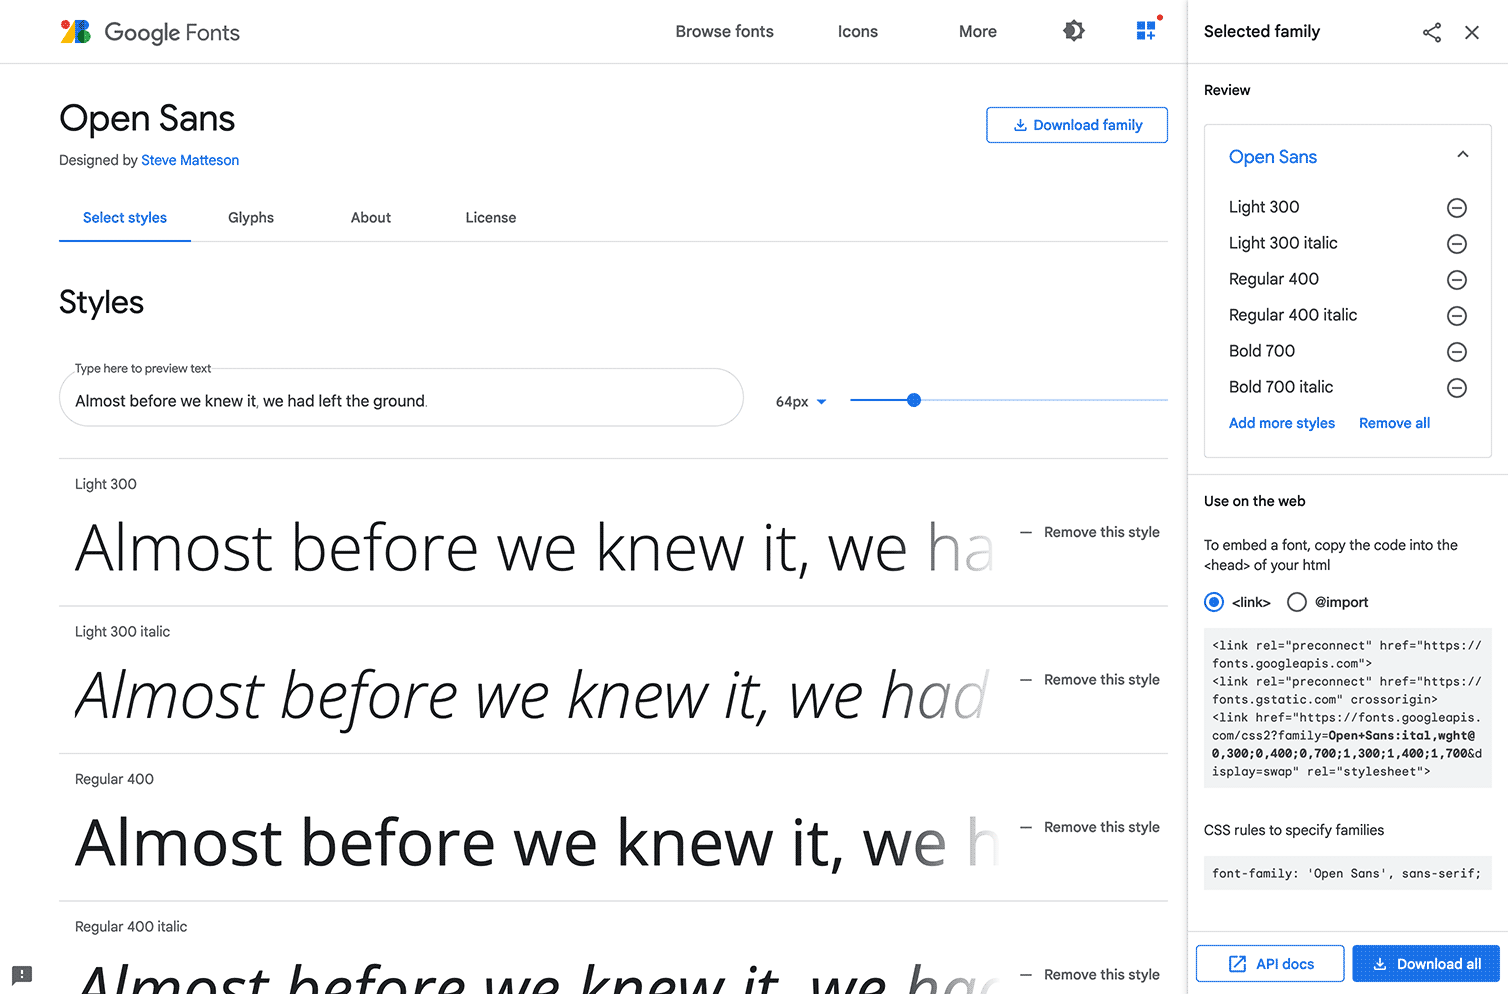 Google Fonts
Browse fonts
Icons
More
Open Sans
Designed by Steve Matteson
Download family
Select styles
Glyphs
About
License
Styles
Type here to preview text
Almost before we knew it, we had left the ground.
64px
Light 300
Almost before we knew it, we ha
— Remove this style
Light 300 italic
Almost before we knew it, we had
— Remove this style
Regular 400
Almost before we knew it, we h
— Remove this style
Regular 400 italic
Almost before we knew it, we had
— Remove this style
Selected family
Review
Open Sans
Light 300
Light 300 italic
Regular 400
Regular 400 italic
Bold 700
Bold 700 italic
Add more styles
Remove all
Use on the web
To embed a font, copy the code into the
<head> of your html
<link>
@import
<link rel="preconnect" href="https://
fonts.googleapis.com">
<link rel="preconnect" href="https://
fonts.gstatic.com" crossorigin>
<link href="https://fonts.googleapis.
com/css2?family=Open+Sans:ital,wght@
0,300;0,400;0,700;1,300;1,400;1,700&d
isplay=swap" rel="stylesheet">
CSS rules to specify families
font-family: 'Open Sans', sans-serif;
API docs
Download all